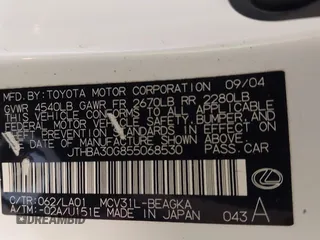 MFD. BY: TOYOTA MOTOR CORPORATION 09/04
GVWR 4540LB GAWR FR 2670LB RR 2280LB
THIS VEHICLE CONFORMS TO ALL APPLICABLE
FEDERAL MOTOR VEHICLE SAFETY, BUMPER, AND
THEFT PREVENTION STANDARDS IN EFFECT ON
THE DATE OF MANUFACTURE SHOWN ABOVE.
JTHBA30G855068530 PASS.CAR
C/TR:062/LA01 MCV31L-BEAGKA
A/TM:-02A/U151E MADE IN JAPAN 043 A
DREAMBID